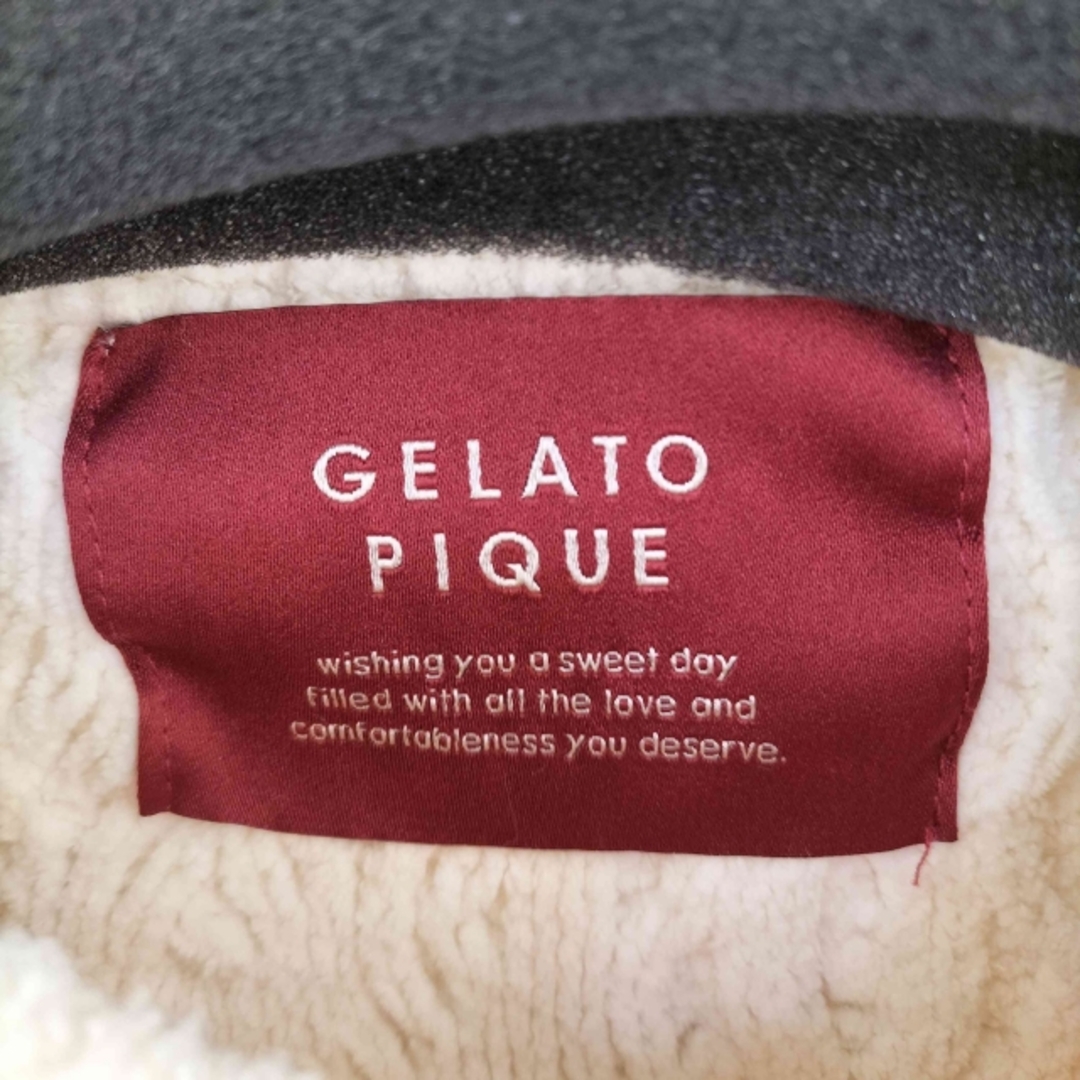 GELATO
PIQUE
wishing you a sweet day
filled with all the love and
comfortableness you deserve.